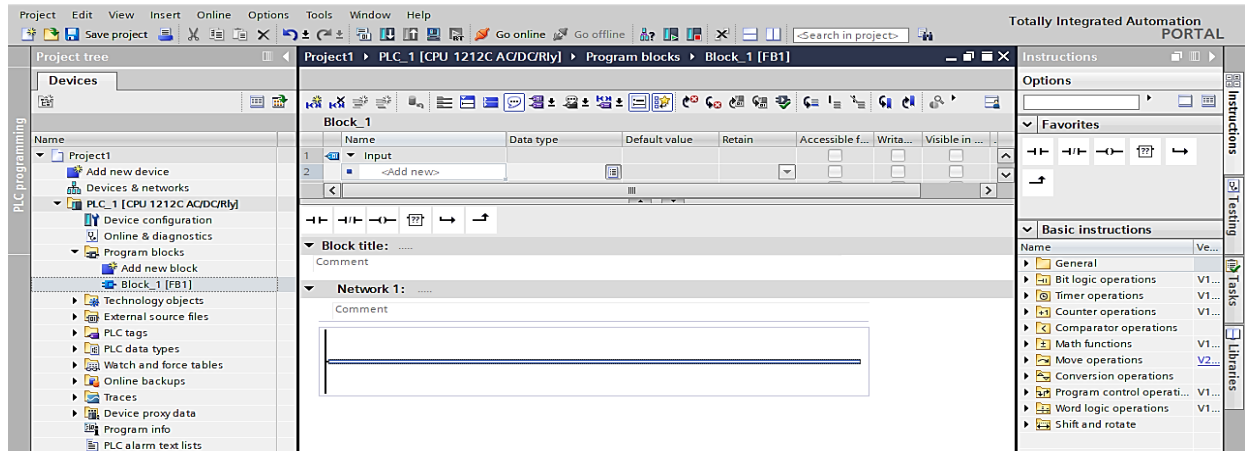 Project Edit View Insert Online Options Tools Window Help
Totally Integrated Automation
PORTAL
Save project
Go online Go offline
<Search in project>
PLC programming
Project tree
Devices
Name
Project1
Add new device
Devices & networks
PLC_1 [CPU 1212C AC/DC/Rly]
Device configuration
Online & diagnostics
Program blocks
Add new block
Block_1 [FB1]
Technology objects
External source files
PLC tags
PLC data types
Watch and force tables
Online backups
Traces
Device proxy data
Program info
PLC alarm text lists
Project1 PLC_1 [CPU 1212C AC/DC/Rly] Program blocks Block_1 [FB1]
Block_1
Name Data type Default value Retain Accessible f... Writa... Visible in ...
1 Input
2 <Add new>
??
Block title: .....
Comment
Network 1: .....
Comment
Instructions
Options
Favorites
??
Basic instructions
Name Ve...
General
Bit logic operations V1...
Timer operations V1...
Counter operations V1...
Comparator operations
Math functions V1...
Move operations V2...
Conversion operations
Program control operati... V1...
Word logic operations V1...
Shift and rotate
Instructions
Testing
Tasks
Libraries